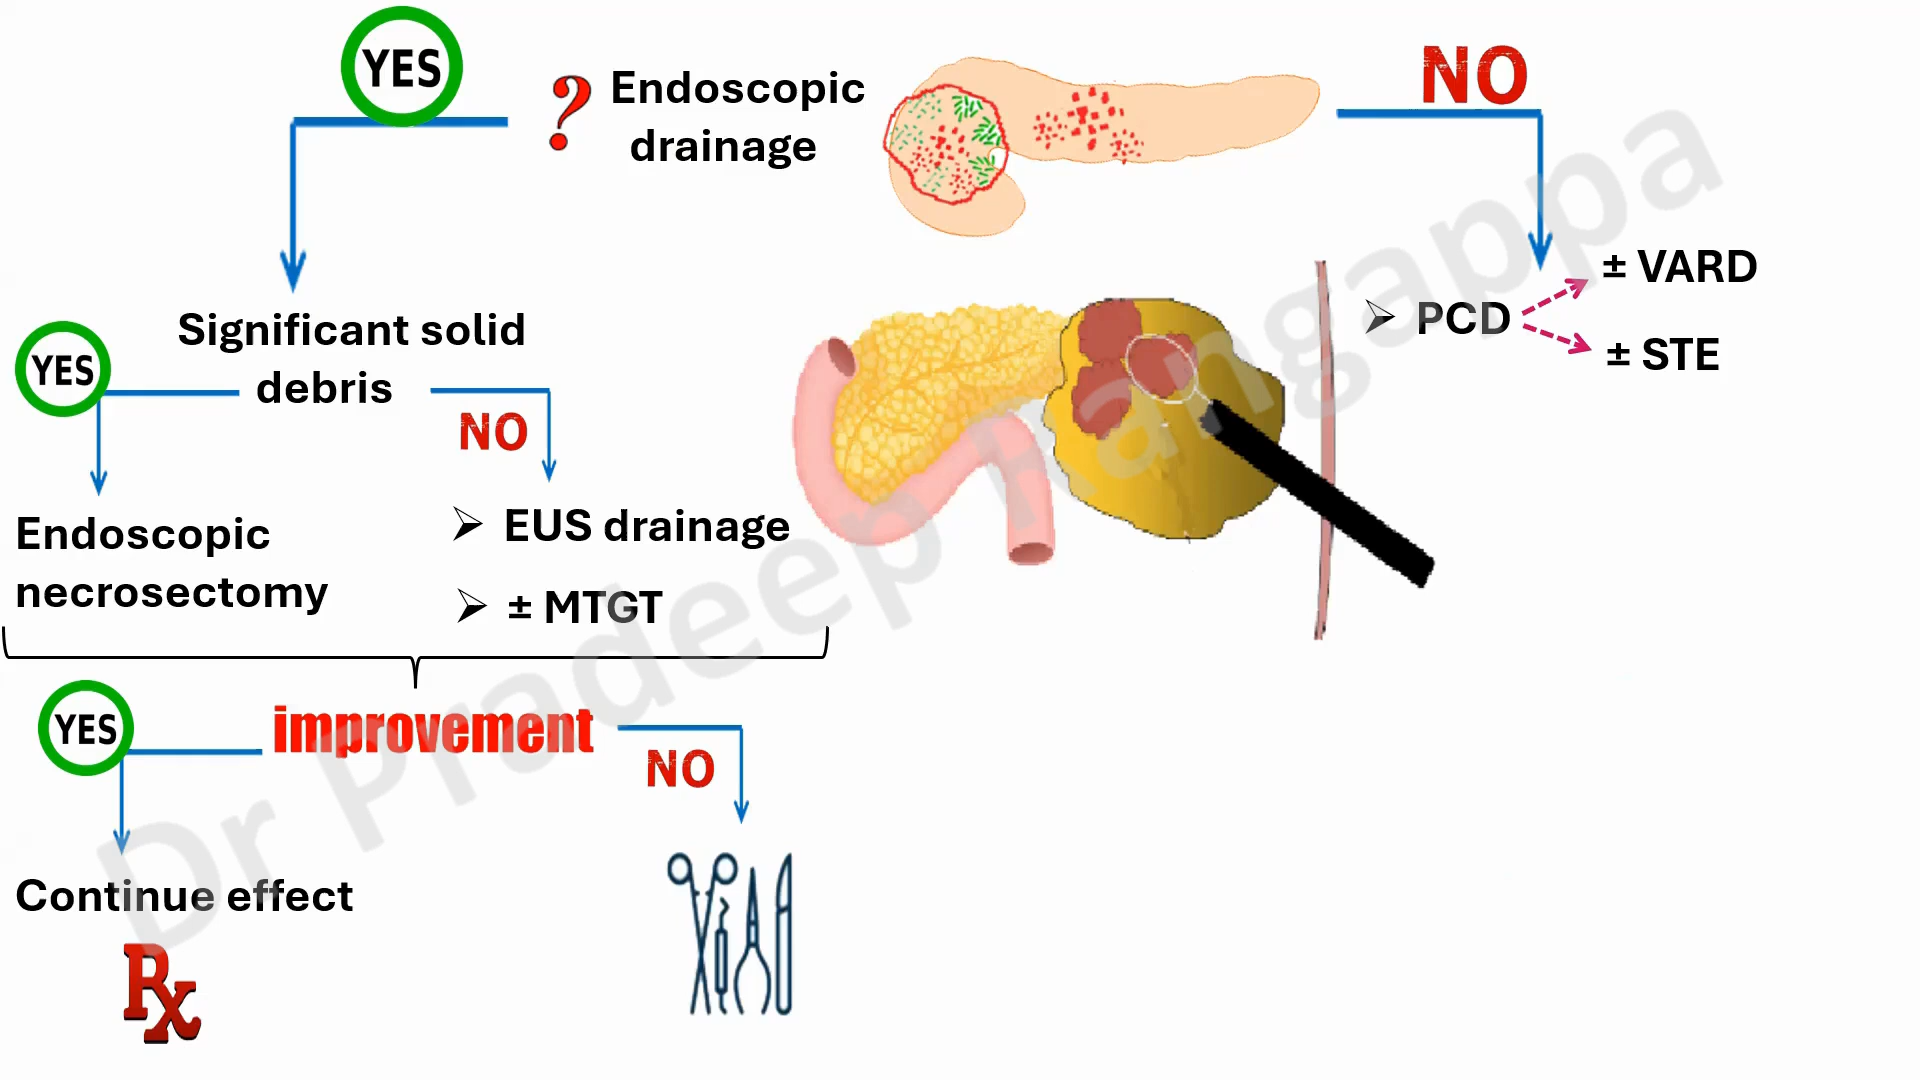 YES
? Endoscopic
drainage
NO
± VARD
➢ PCD
± STE
Significant solid
debris
YES
NO
Endoscopic
necrosectomy
➢ EUS drainage
➢ ± MTGT
YES
improvement
NO
Continue effect
Rx
Dr Pradeep Rangappa